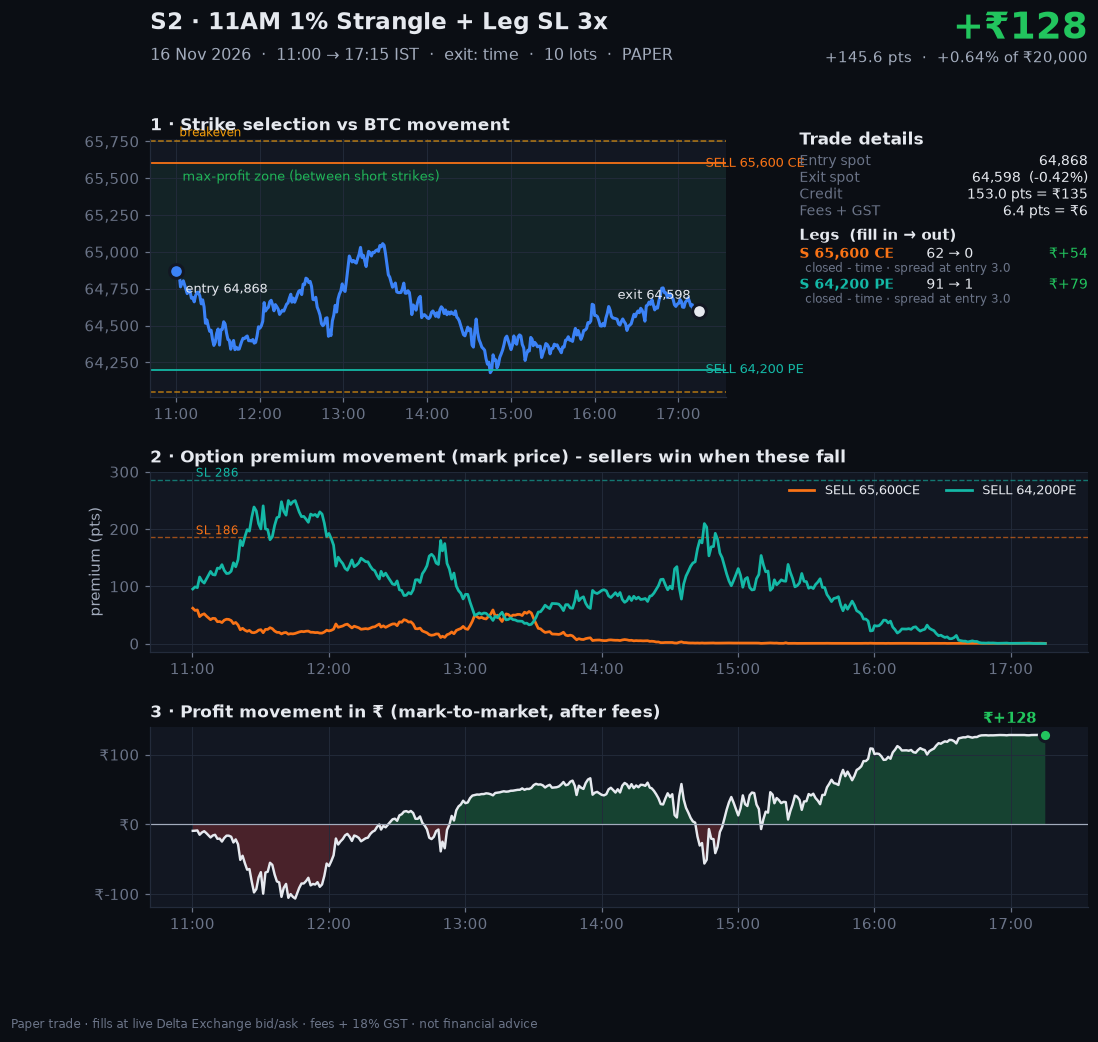 S2 · 11AM 1% Strangle + Leg SL 3x
+₹128
16 Nov 2026 · 11:00 → 17:15 IST · exit: time · 10 lots · PAPER
+145.6 pts · +0.64% of ₹20,000
1 · Strike selection vs BTC movement
breakeven
65,750
65,500
65,250
65,000
64,750
64,500
64,250
SELL 65,600 CE
max-profit zone (between short strikes)
entry 64,868
exit 64,598
SELL 64,200 PE
11:00 12:00 13:00 14:00 15:00 16:00 17:00
Trade details
Entry spot 64,868
Exit spot 64,598 (-0.42%)
Credit 153.0 pts = ₹135
Fees + GST 6.4 pts = ₹6
Legs (fill in → out)
S 65,600 CE 62 → 0 ₹+54
closed - time · spread at entry 3.0
S 64,200 PE 91 → 1 ₹+79
closed - time · spread at entry 3.0
2 · Option premium movement (mark price) - sellers win when these fall
premium (pts)
300
200
100
0
SL 286
SL 186
SELL 65,600CE SELL 64,200PE
11:00 12:00 13:00 14:00 15:00 16:00 17:00
3 · Profit movement in ₹ (mark-to-market, after fees)
₹+128
₹100
₹0
₹-100
11:00 12:00 13:00 14:00 15:00 16:00 17:00
Paper trade · fills at live Delta Exchange bid/ask · fees + 18% GST · not financial advice